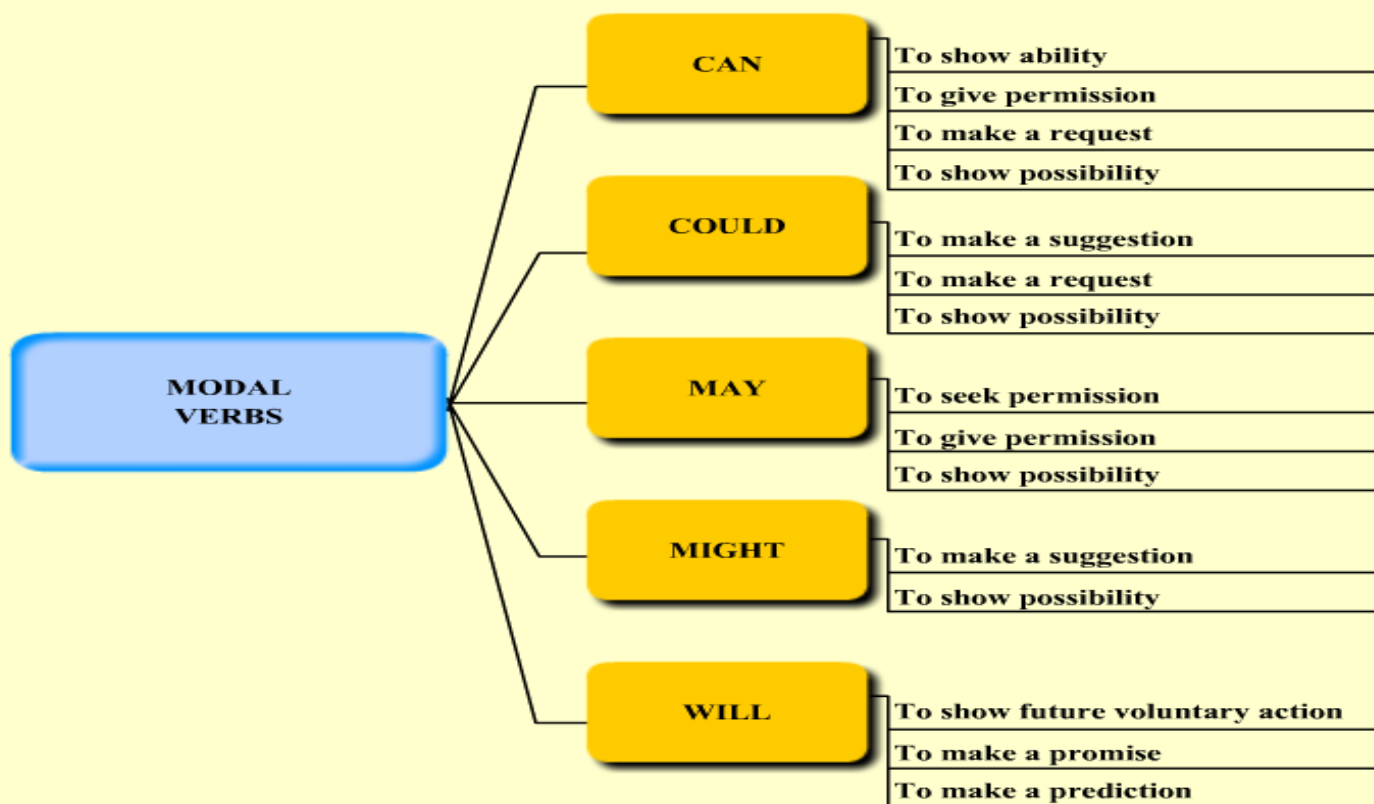 MODAL
VERBS
CAN
To show ability
To give permission
To make a request
To show possibility
COULD
To make a suggestion
To make a request
To show possibility
MAY
To seek permission
To give permission
To show possibility
MIGHT
To make a suggestion
To show possibility
WILL
To show future voluntary action
To make a promise
To make a prediction